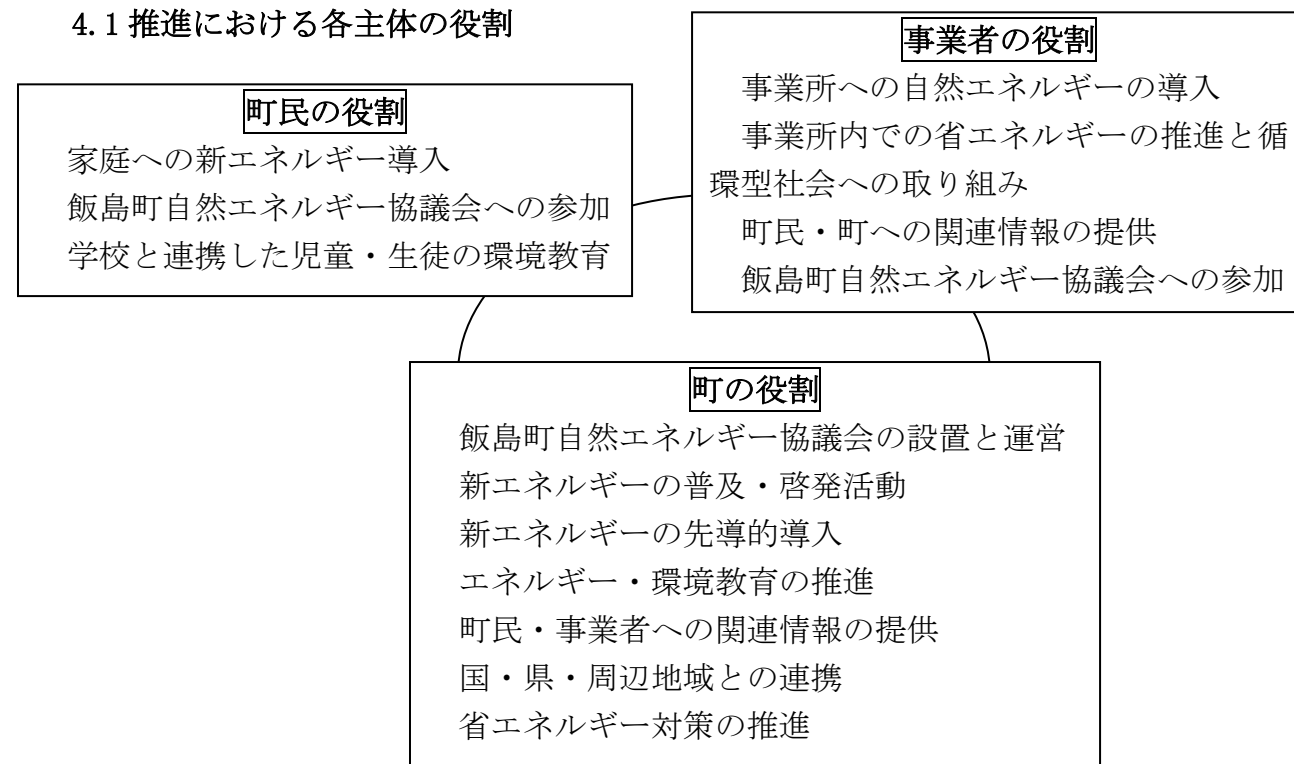 4.1 推進における各主体の役割
町民の役割
家庭への新エネルギー導入
飯島町自然エネルギー協議会への参加
学校と連携した児童・生徒の環境教育
事業者の役割
事業所への自然エネルギーの導入
事業所内での省エネルギーの推進と循
環型社会への取り組み
町民・町への関連情報の提供
飯島町自然エネルギー協議会への参加
町の役割
飯島町自然エネルギー協議会の設置と運営
新エネルギーの普及・啓発活動
新エネルギーの先導的導入
エネルギー・環境教育の推進
町民・事業者への関連情報の提供
国・県・周辺地域との連携
省エネルギー対策の推進